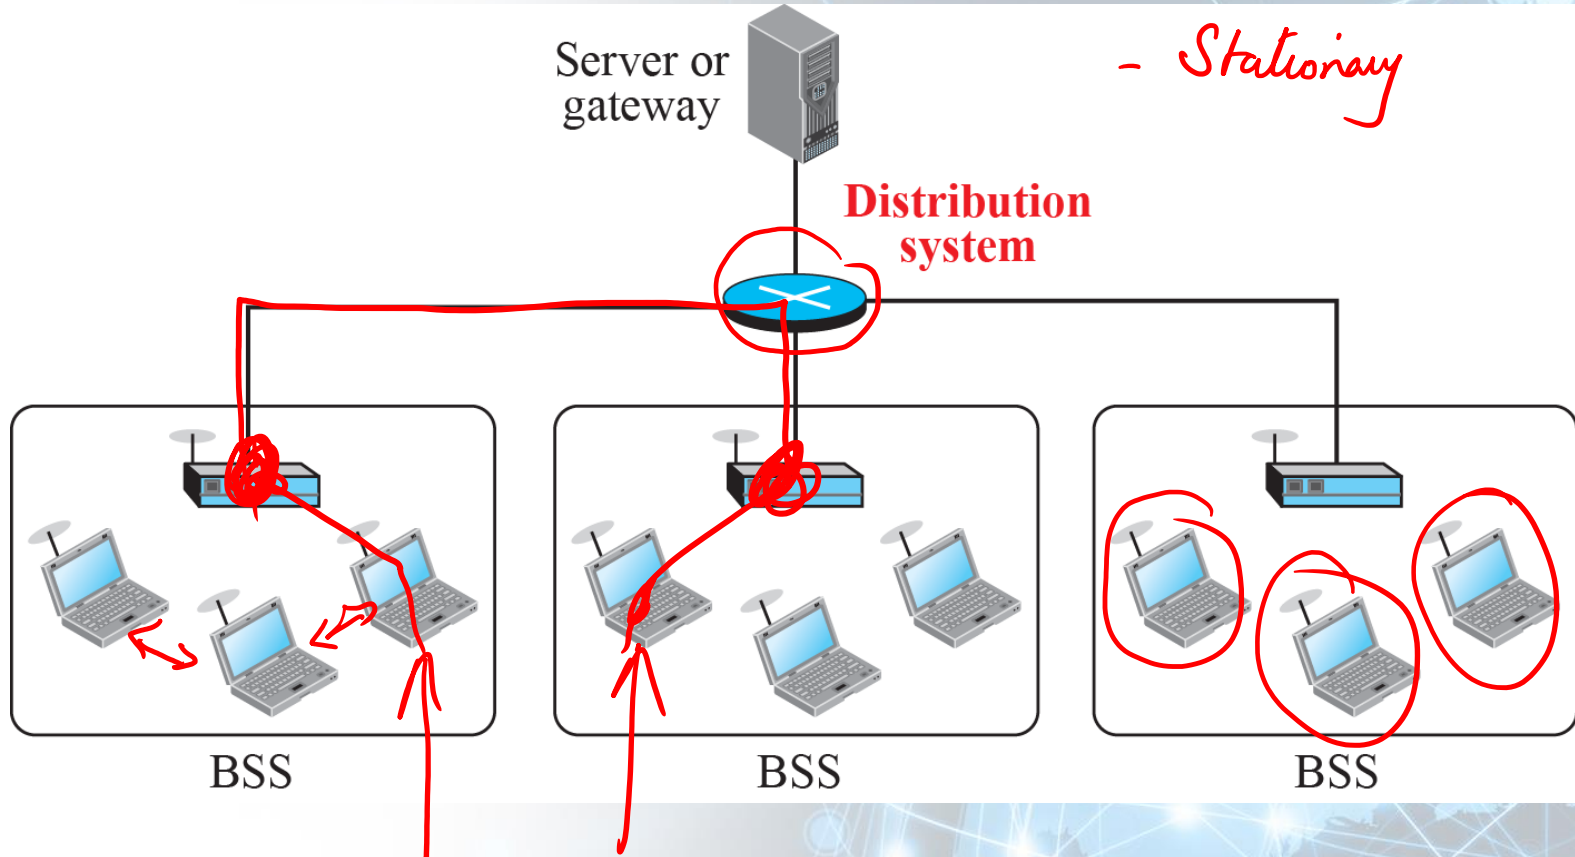 Server or
gateway
- Stationary
Distribution
system
BSS
BSS
BSS